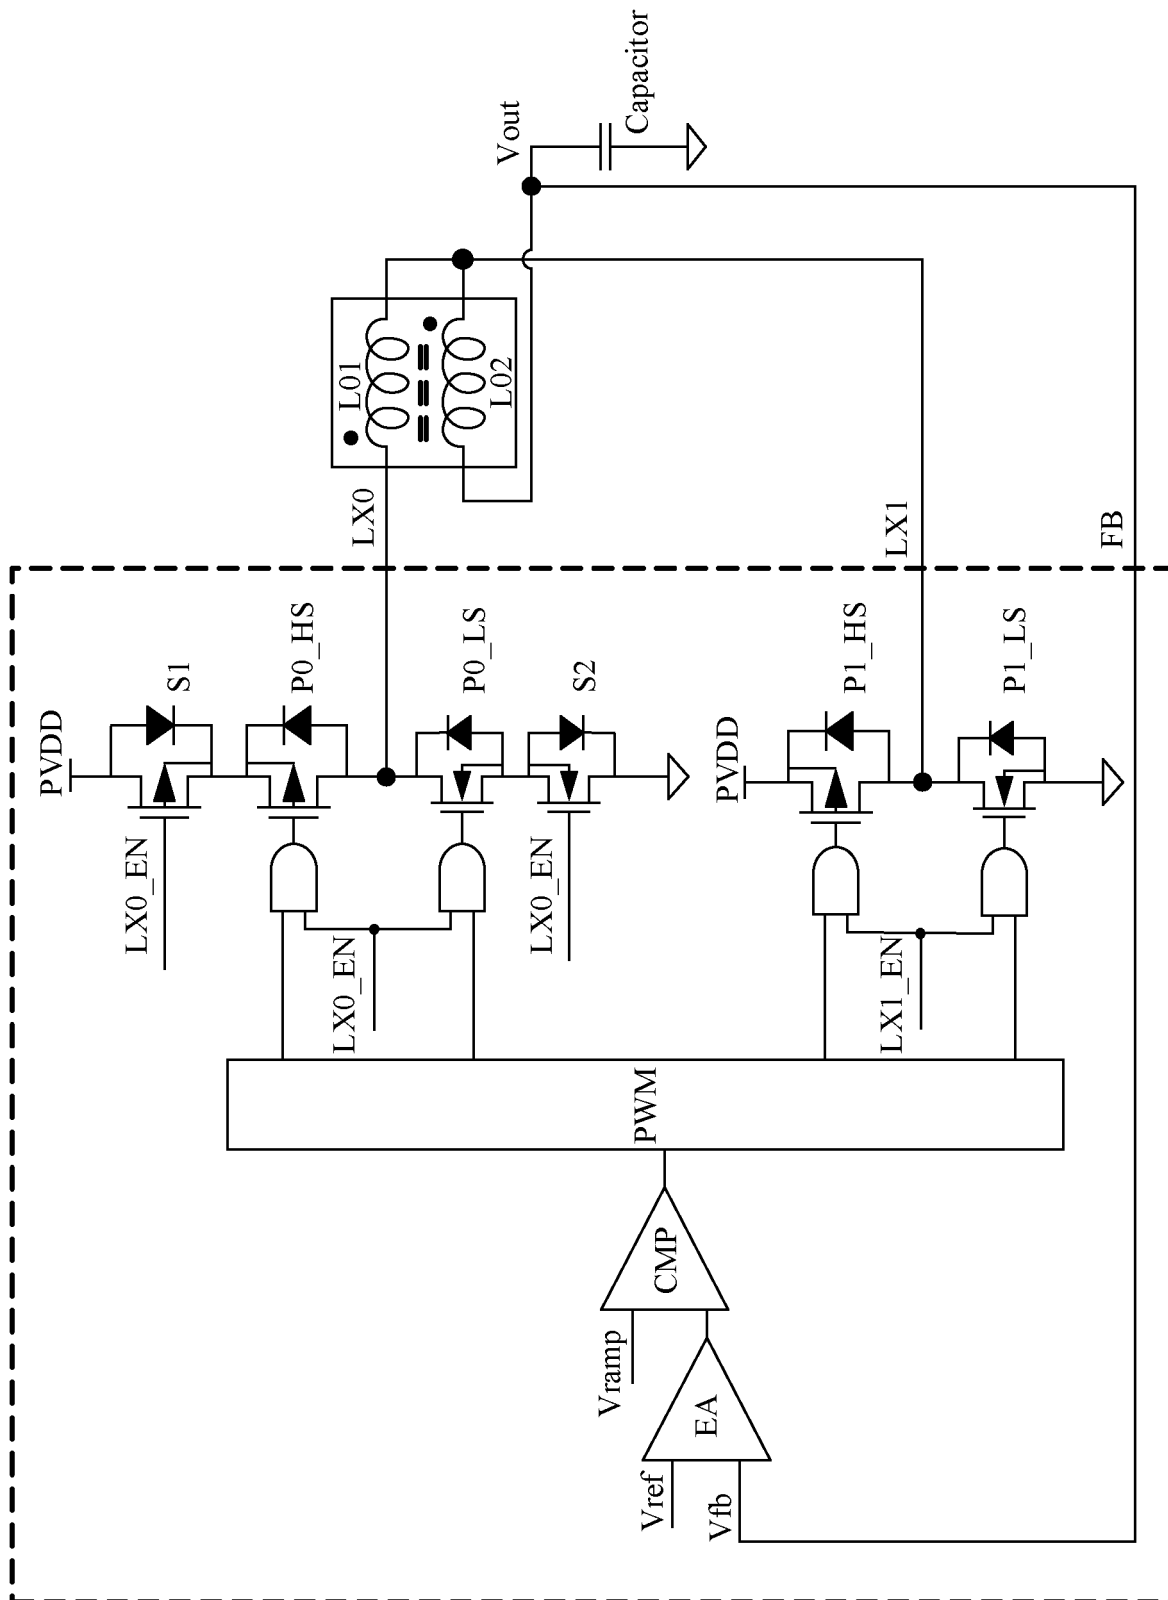 Capacitor
Vout
L01
L02
LX0
LX1
FB
PVDD
S1
P0_HS
P0_LS
S2
PVDD
P1_HS
P1_LS
LX0_EN
LX0_EN
LX0_EN
LX1_EN
PWM
CMP
Vramp
EA
Vref
Vfb